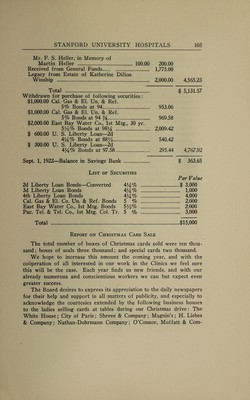 STANFORD UNIVERSITY HOSPITALS 105
Mr. F. S. Heller, in Memory of
Martin Heller 100.00 200.00
Received from General Funds 1,775.00
Legacy from Estate of Katherine Dillon
Winship 2,000.00 4,565.23
Total $ 5,131.57
Withdrawn for purchase of following securities:
$1,000.00 Cal. Gas & El. Un. & Ref.
5% Bonds at 94 953.06
$1,000.00 Cal. Gas & El. Un. & Ref.
5% Bonds at 94 ¾ 969.58
$2,000.00 East Bay Water Co., 1st Mtg., 30 yr.
5½% Bonds at 98¼ 2,009.42
$ 600.00 U. S. Liberty Loan—2d
4¼% Bonds at 88½ 540.42
$ 300.00 U. S. Liberty Loan—2d
4¼% Bonds at 97.58 295.44 4,767.92
Sept. 1, 1922—Balance in Savings Bank $ 363.65
LIST OF SECURITIES
Par Value
2d Liberty Loan Bonds—Converted 4¼% $ 3,000
3d Liberty Loan Bonds 4¼% 1,000
4th Liberty Loan Bonds 4¼% 4,000
Cal. Gas & El. Co. Un. & Ref. Bonds 5 % 2,000
East Bay Water Co., 1st Mtg. Bonds 5½% 2,000
Pac. Tel. & Tel. Co., 1st Mtg. Col. Tr. 5 % 3,000
Total $15,000
REPORT ON CHRISTMAS CARD SALE
The total number of boxes of Christmas cards sold were ten thou-
sand; boxes of seals three thousand; and special cards two thousand.
We hope to increase this amount the coming year, and with the
coöperation of all interested in our work in the Clinics we feel sure
this will be the case. Each year finds us new friends, and with our
already numerous and conscientious workers we can but expect even
greater success.
The Board desires to express its appreciation to the daily newspapers
for their help and support in all matters of publicity, and especially to
acknowledge the courtesies extended by the following business houses
to the ladies selling cards at tables during our Christmas drive: The
White House; City of Paris; Shreve & Company; Magnin's; H. Liebes
& Company; Nathan-Dohrmann Company; O'Connor, Moffatt & Com-